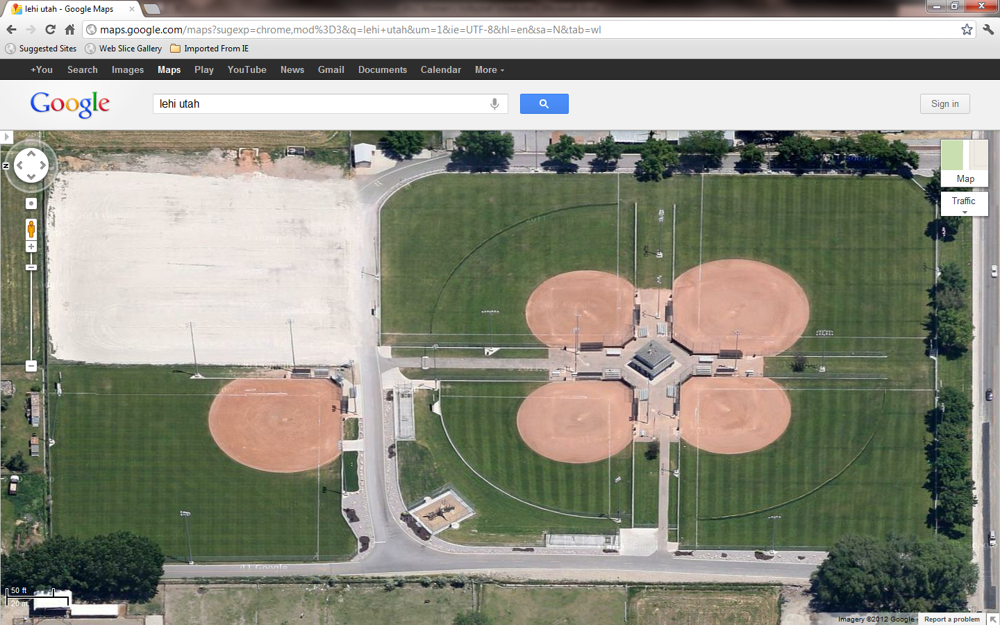 lehi utah - Google Maps
maps.google.com/maps?sugexp=chrome,mod%3D3&q=lehi+utah&um=1&ie=UTF-8&hl=en&sa=N&tab=wl
Suggested Sites Web Slice Gallery Imported From IE
+You Search Images Maps Play YouTube News Gmail Documents Calendar More
Google lehi utah Sign in
N
Map
Traffic
50 ft
20 m
Imagery ©2012 Google - Report a problem